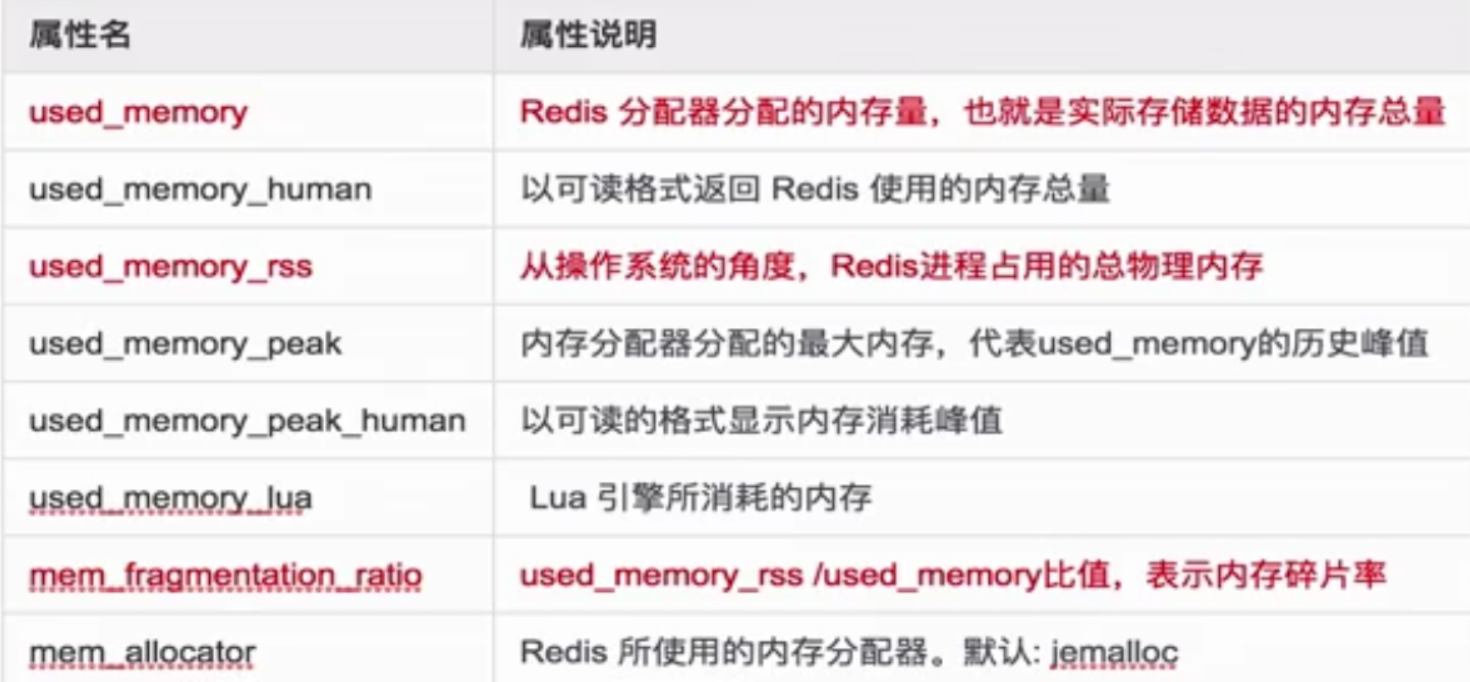 属性名 属性说明
used_memory Redis 分配器分配的内存量，也就是实际存储数据的内存总量
used_memory_human 以可读格式返回 Redis 使用的内存总量
used_memory_rss 从操作系统的角度，Redis进程占用的总物理内存
used_memory_peak 内存分配器分配的最大内存，代表used_memory的历史峰值
used_memory_peak_human 以可读的格式显示内存消耗峰值
used_memory_lua Lua 引擎所消耗的内存
mem_fragmentation_ratio used_memory_rss /used_memory比值，表示内存碎片率
mem_allocator Redis 所使用的内存分配器。默认: jemalloc